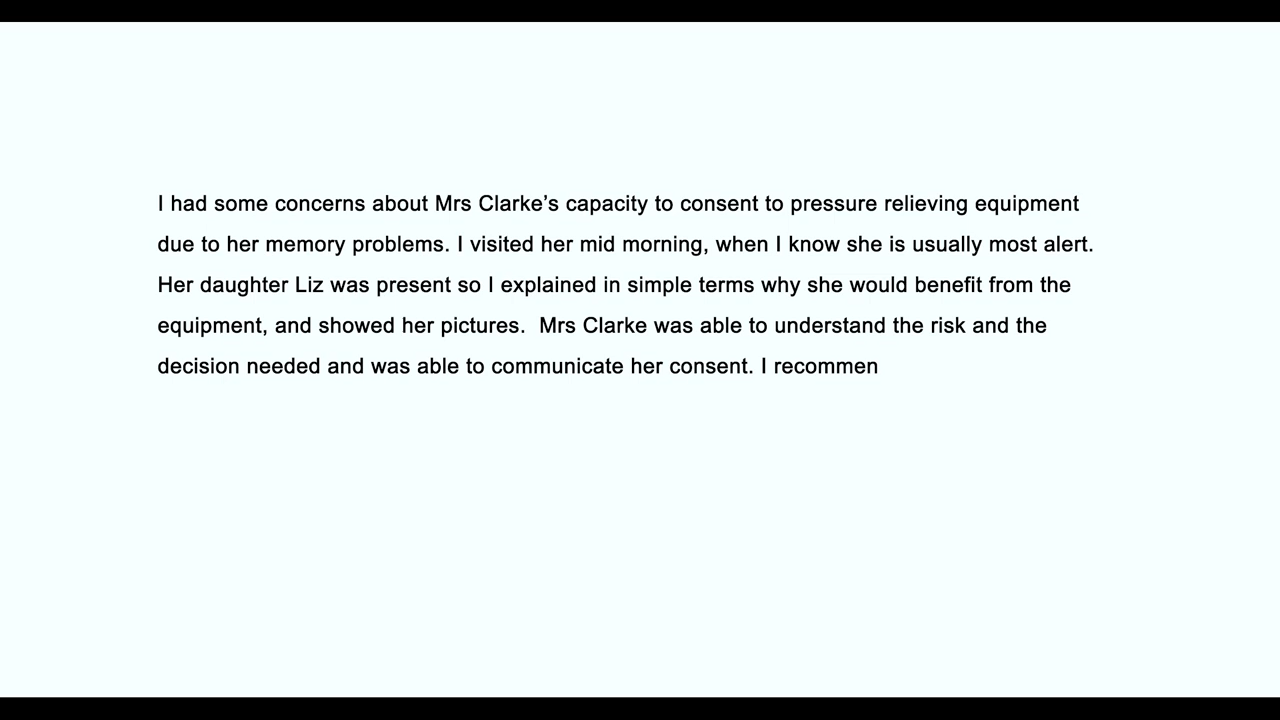 I had some concerns about Mrs Clarke’s capacity to consent to pressure relieving equipment
due to her memory problems. I visited her mid morning, when I know she is usually most alert.
Her daughter Liz was present so I explained in simple terms why she would benefit from the
equipment, and showed her pictures.  Mrs Clarke was able to understand the risk and the
decision needed and was able to communicate her consent. I recommen